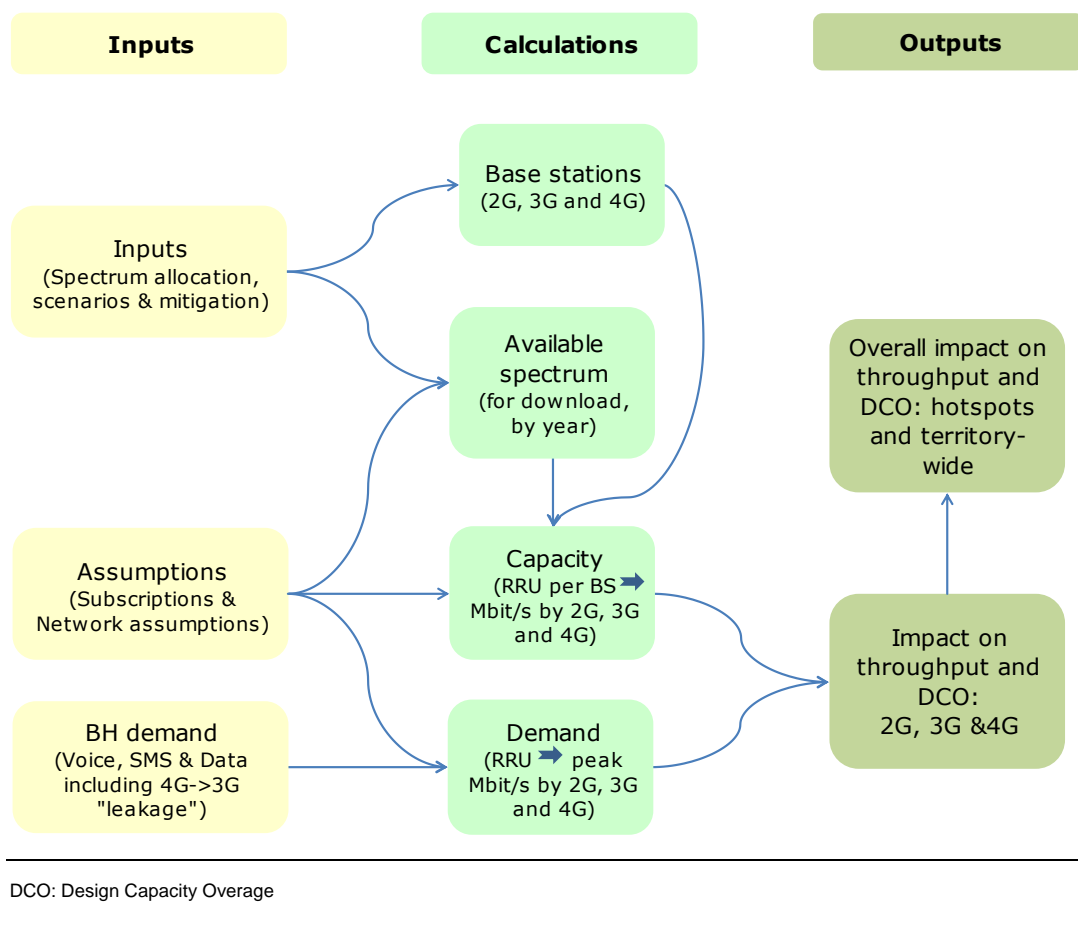 Inputs
Calculations
Outputs
Base stations
(2G, 3G and 4G)
Inputs
(Spectrum allocation,
scenarios & mitigation)
Available
spectrum
(for download,
by year)
Overall impact on
throughput and
DCO: hotspots
and territory-
wide
Assumptions
(Subscriptions &
Network assumptions)
Capacity
(RRU per BS ➡
Mbit/s by 2G, 3G
and 4G)
Impact on
throughput and
DCO:
2G, 3G &4G
BH demand
(Voice, SMS & Data
including 4G->3G
"leakage")
Demand
(RRU ➡ peak
Mbit/s by 2G, 3G
and 4G)
DCO: Design Capacity Overage